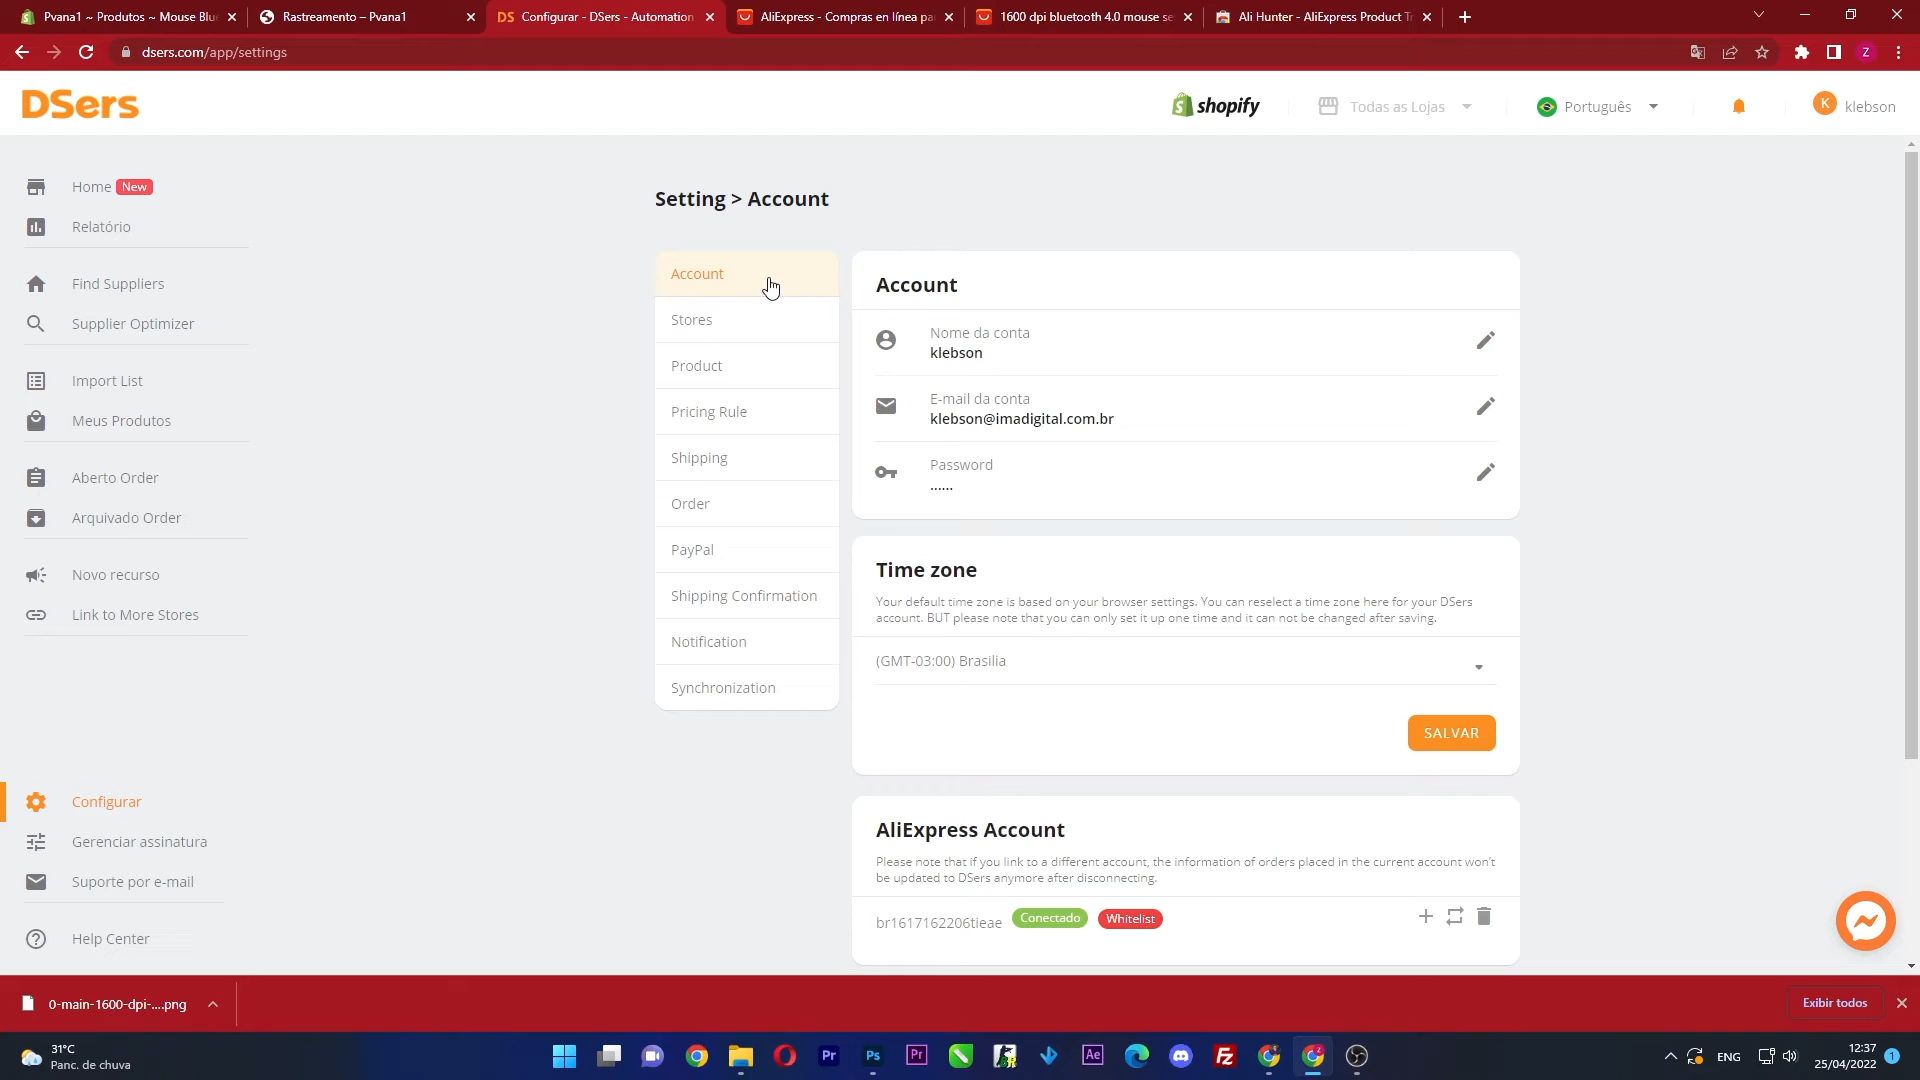 Pvana1 ~ Produtos ~ Mouse Blu
Rastreamento – Pvana1
DS Configurar - DSers - Automation
AliExpress - Compras en línea pa
1600 dpi bluetooth 4.0 mouse se
Ali Hunter - AliExpress Product Tr
dsers.com/app/settings
Z
DSers
shopify
Todas as Lojas
Português
K klebson
Home New
Relatório
Find Suppliers
Supplier Optimizer
Import List
Meus Produtos
Aberto Order
Arquivado Order
Novo recurso
Link to More Stores
Configurar
Gerenciar assinatura
Suporte por e-mail
Help Center
Setting > Account
Account
Stores
Product
Pricing Rule
Shipping
Order
PayPal
Shipping Confirmation
Notification
Synchronization
Account
Nome da conta
klebson
E-mail da conta
klebson@imadigital.com.br
Password
......
Time zone
Your default time zone is based on your browser settings. You can reselect a time zone here for your DSers
account. BUT please note that you can only set it up one time and it can not be changed after saving.
(GMT-03:00) Brasilia
SALVAR
AliExpress Account
Please note that if you link to a different account, the information of orders placed in the current account won't
be updated to DSers anymore after disconnecting.
br1617162206tieae Conectado Whitelist
0-main-1600-dpi-....png
Exibir todos
31°C
Panc. de chuva
Pr
Ps
Pr
Ae
Fz
ENG
12:37
25/04/2022
1